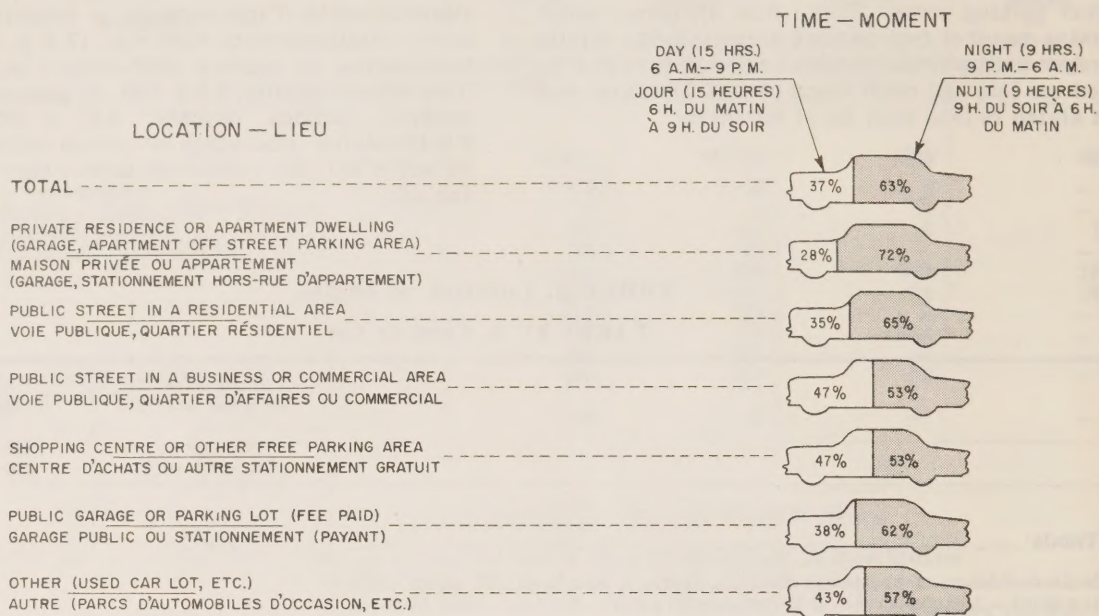 TIME — MOMENT
DAY (15 HRS.)
6 A.M.— 9 P. M.
JOUR (15 HEURES)
6 H. DU MATIN
À 9 H. DU SOIR
NIGHT (9 HRS.)
9 P.M.— 6 A.M.
NUIT (9 HEURES)
9 H. DU SOIR À 6 H.
DU MATIN
LOCATION — LIEU
TOTAL 37% 63%
PRIVATE RESIDENCE OR APARTMENT DWELLING
(GARAGE, APARTMENT OFF STREET PARKING AREA)
MAISON PRIVÉE OU APPARTEMENT
(GARAGE, STATIONNEMENT HORS-RUE D'APPARTEMENT)
28% 72%
PUBLIC STREET IN A RESIDENTIAL AREA
VOIE PUBLIQUE, QUARTIER RÉSIDENTIEL
35% 65%
PUBLIC STREET IN A BUSINESS OR COMMERCIAL AREA
VOIE PUBLIQUE, QUARTIER D'AFFAIRES OU COMMERCIAL
47% 53%
SHOPPING CENTRE OR OTHER FREE PARKING AREA
CENTRE D'ACHATS OU AUTRE STATIONNEMENT GRATUIT
47% 53%
PUBLIC GARAGE OR PARKING LOT (FEE PAID)
GARAGE PUBLIC OU STATIONNEMENT (PAYANT)
38% 62%
OTHER (USED CAR LOT, ETC.)
AUTRE (PARCS D'AUTOMOBILES D'OCCASION, ETC.)
43% 57%